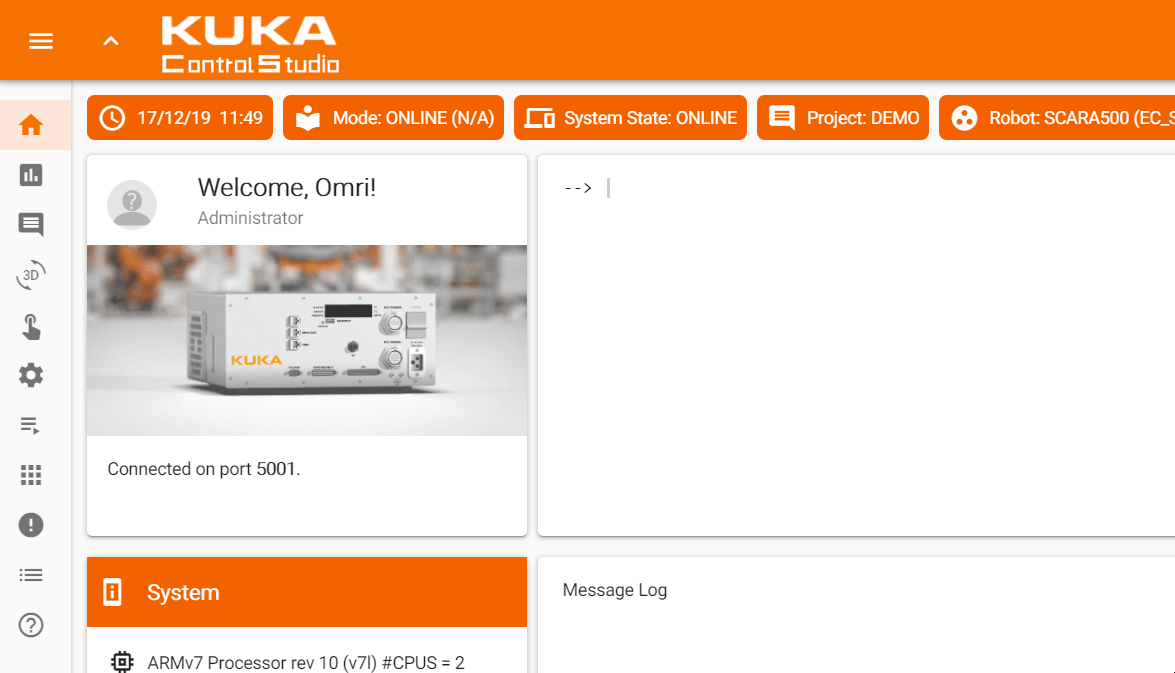 KUKA
ControlStudio
17/12/19 11:49
Mode: ONLINE (N/A)
System State: ONLINE
Project: DEMO
Robot: SCARA500 (EC_S
Welcome, Omri!
Administrator
-->
3D
KUKA
Connected on port 5001.
System
Message Log
ARMv7 Processor rev 10 (v7l) #CPUS = 2